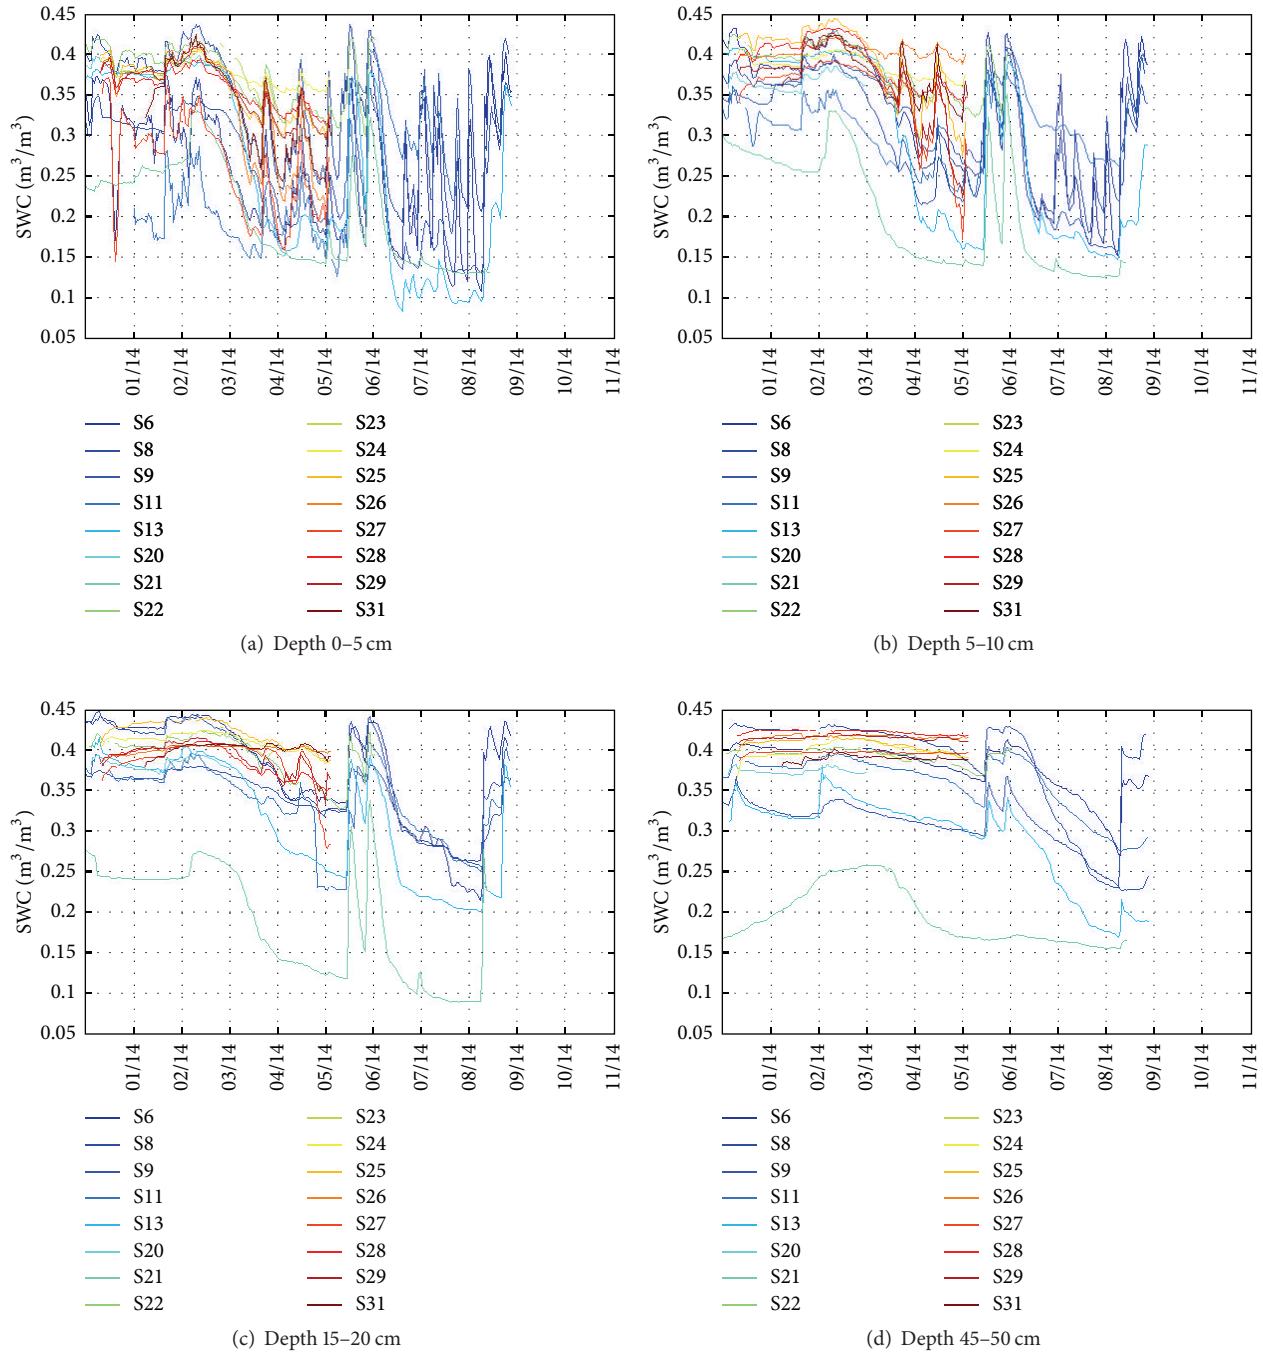 0.45
0.4
0.35
0.3
0.25
0.2
0.15
0.1
0.05
SWC (m³/m³)
01/14
02/14
03/14
04/14
05/14
06/14
07/14
08/14
09/14
10/14
11/14
S6
S8
S9
S11
S13
S20
S21
S22
S23
S24
S25
S26
S27
S28
S29
S31
(a) Depth 0–5 cm
0.45
0.4
0.35
0.3
0.25
0.2
0.15
0.1
0.05
SWC (m³/m³)
01/14
02/14
03/14
04/14
05/14
06/14
07/14
08/14
09/14
10/14
11/14
S6
S8
S9
S11
S13
S20
S21
S22
S23
S24
S25
S26
S27
S28
S29
S31
(b) Depth 5–10 cm
0.45
0.4
0.35
0.3
0.25
0.2
0.15
0.1
0.05
SWC (m³/m³)
01/14
02/14
03/14
04/14
05/14
06/14
07/14
08/14
09/14
10/14
11/14
S6
S8
S9
S11
S13
S20
S21
S22
S23
S24
S25
S26
S27
S28
S29
S31
(c) Depth 15–20 cm
0.45
0.4
0.35
0.3
0.25
0.2
0.15
0.1
0.05
SWC (m³/m³)
01/14
02/14
03/14
04/14
05/14
06/14
07/14
08/14
09/14
10/14
11/14
S6
S8
S9
S11
S13
S20
S21
S22
S23
S24
S25
S26
S27
S28
S29
S31
(d) Depth 45–50 cm